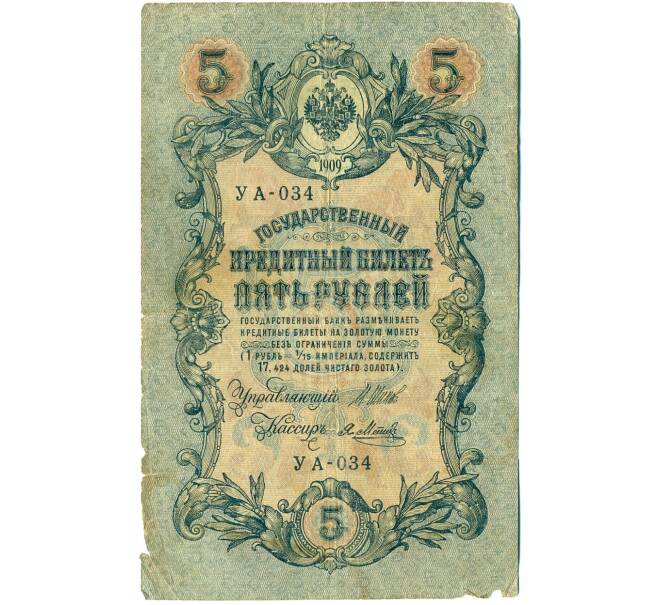 5 5
1909
УА-034
ГОСУДАРСТВЕННЫЙ
КРЕДИТНЫЙ БИЛЕТЪ
ПЯТЬ РУБЛЕЙ
ГОСУДАРСТВЕННЫЙ БАНКЪ РАЗМѢНИВАЕТЪ
КРЕДИТНЫЕ БИЛЕТЫ НА ЗОЛОТУЮ МОНЕТУ
БЕЗЪ ОГРАНИЧЕНІЯ СУММЫ
(1 РУБЛЬ = 1/15 ИМПЕРІАЛА, СОДЕРЖИТЪ
17,424 ДОЛЕЙ ЧИСТАГО ЗОЛОТА).
Управляющій
Кассиръ
УА-034
5